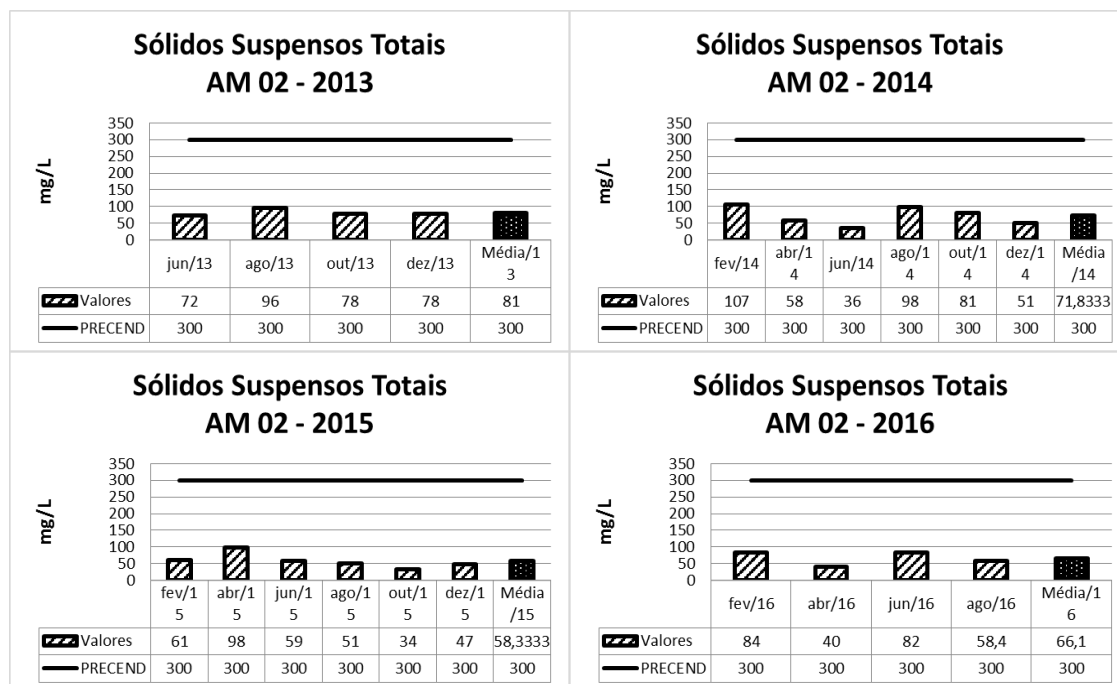 Sólidos Suspensos Totais
AM 02 - 2013
mg/L
350
300
250
200
150
100
50
0
jun/13 ago/13 out/13 dez/13 Média/1
3
Valores 72 96 78 78 81
PRECEND 300 300 300 300 300
Sólidos Suspensos Totais
AM 02 - 2014
mg/L
350
300
250
200
150
100
50
0
fev/14 abr/1
4 jun/14 ago/1
4 out/1
4 dez/1
4 Média
/14
Valores 107 58 36 98 81 51 71,8333
PRECEND 300 300 300 300 300 300 300
Sólidos Suspensos Totais
AM 02 - 2015
mg/L
350
300
250
200
150
100
50
0
fev/1
5 abr/1
5 jun/1
5 ago/1
5 out/1
5 dez/1
5 Média
/15
Valores 61 98 59 51 34 47 58,3333
PRECEND 300 300 300 300 300 300 300
Sólidos Suspensos Totais
AM 02 - 2016
mg/L
350
300
250
200
150
100
50
0
fev/16 abr/16 jun/16 ago/16 Média/1
6
Valores 84 40 82 58,4 66,1
PRECEND 300 300 300 300 300